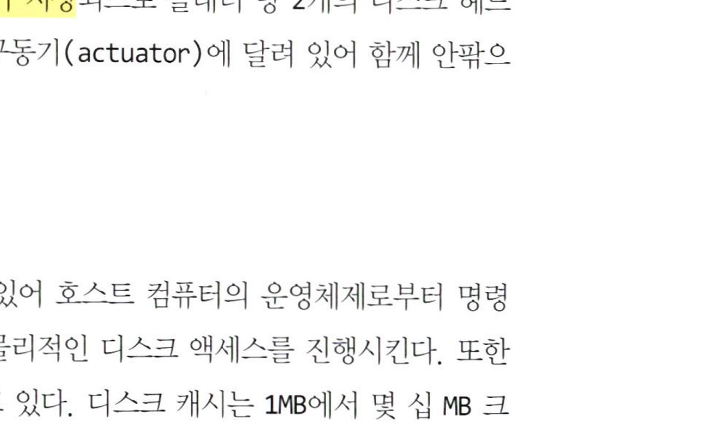 사용되므로 플래터 당 2개의 디스크 헤드
구동기(actuator)에 달려 있어 함께 안팎으
있어 호스트 컴퓨터의 운영체제로부터 명령
물리적인 디스크 액세스를 진행시킨다. 또한
있다. 디스크 캐시는 1MB에서 몇 십 MB 크